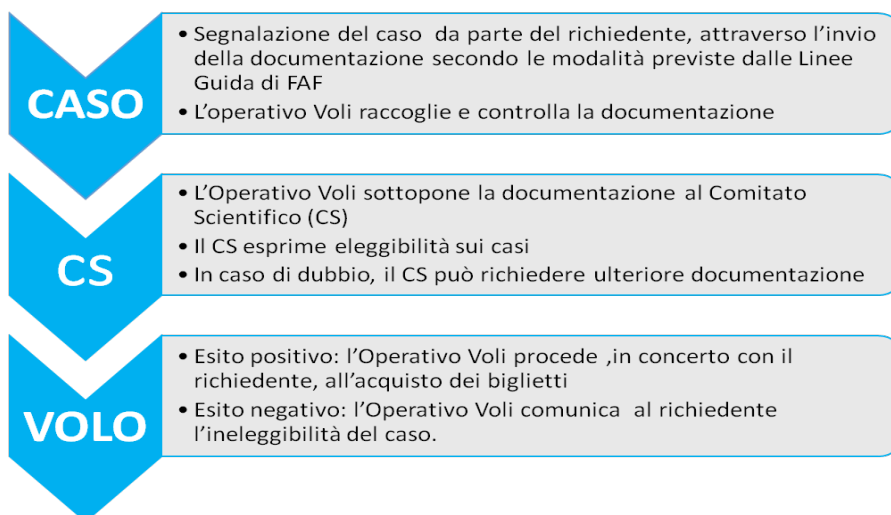 CASO
• Segnalazione del caso da parte del richiedente, attraverso l'invio
della documentazione secondo le modalità previste dalle Linee
Guida di FAF
• L'operativo Voli raccoglie e controlla la documentazione
CS
• L'Operativo Voli sottopone la documentazione al Comitato
Scientifico (CS)
• Il CS esprime eleggibilità sui casi
• In caso di dubbio, il CS può richiedere ulteriore documentazione
VOLO
• Esito positivo: l'Operativo Voli procede ,in concerto con il
richiedente, all'acquisto dei biglietti
• Esito negativo: l'Operativo Voli comunica al richiedente
l'ineleggibilità del caso.